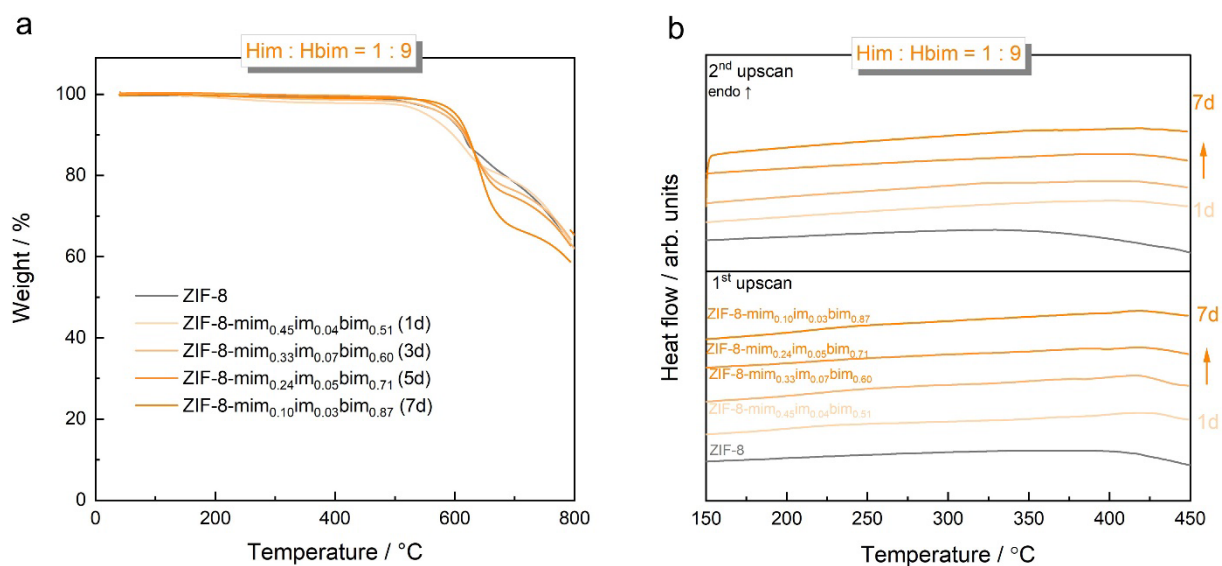 a
Him : Hbim = 1 : 9
Weight / %
100
80
60
40
20
0
ZIF-8
ZIF-8-mim₀.₄₅im₀.₀₄bim₀.₅₁ (1d)
ZIF-8-mim₀.₃₃im₀.₀₇bim₀.₆₀ (3d)
ZIF-8-mim₀.₂₄im₀.₀₅bim₀.₇₁ (5d)
ZIF-8-mim₀.₁₀im₀.₀₃bim₀.₈₇ (7d)
0 200 400 600 800
Temperature / °C
b
Him : Hbim = 1 : 9
Heat flow / arb. units
2ⁿᵈ upscan
endo ↑
7d
1d
1ˢᵗ upscan
ZIF-8-mim₀.₁₀im₀.₀₃bim₀.₈₇
7d
ZIF-8-mim₀.₂₄im₀.₀₅bim₀.₇₁
ZIF-8-mim₀.₃₃im₀.₀₇bim₀.₆₀
ZIF-8-mim₀.₄₅im₀.₀₄bim₀.₅₁
1d
ZIF-8
150 200 250 300 350 400 450
Temperature / °C